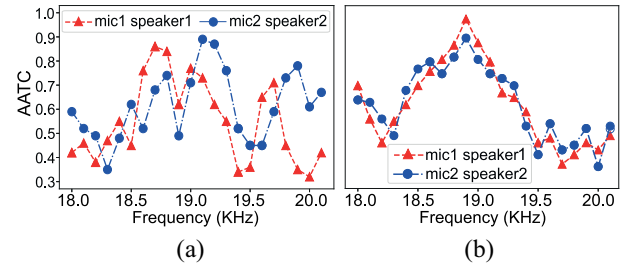 mic1 speaker1 mic2 speaker2
1.0
0.9
0.8
0.7
0.6
0.5
0.4
0.3
AATC
18.0 18.5 19.0 19.5 20.0
Frequency (KHz)
(a)
mic1 speaker1
mic2 speaker2
18.0 18.5 19.0 19.5 20.0
Frequency (KHz)
(b)